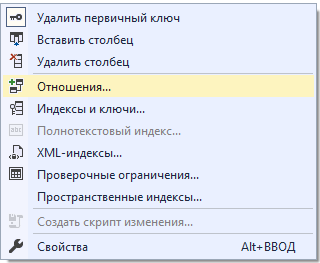 Удалить первичный ключ
Вставить столбец
Удалить столбец
Отношения...
Индексы и ключи...
abc
Полнотекстовый индекс...
XML-индексы...
Проверочные ограничения...
Пространственные индексы...
Создать скрипт изменения...
Свойства Alt+ВВОД